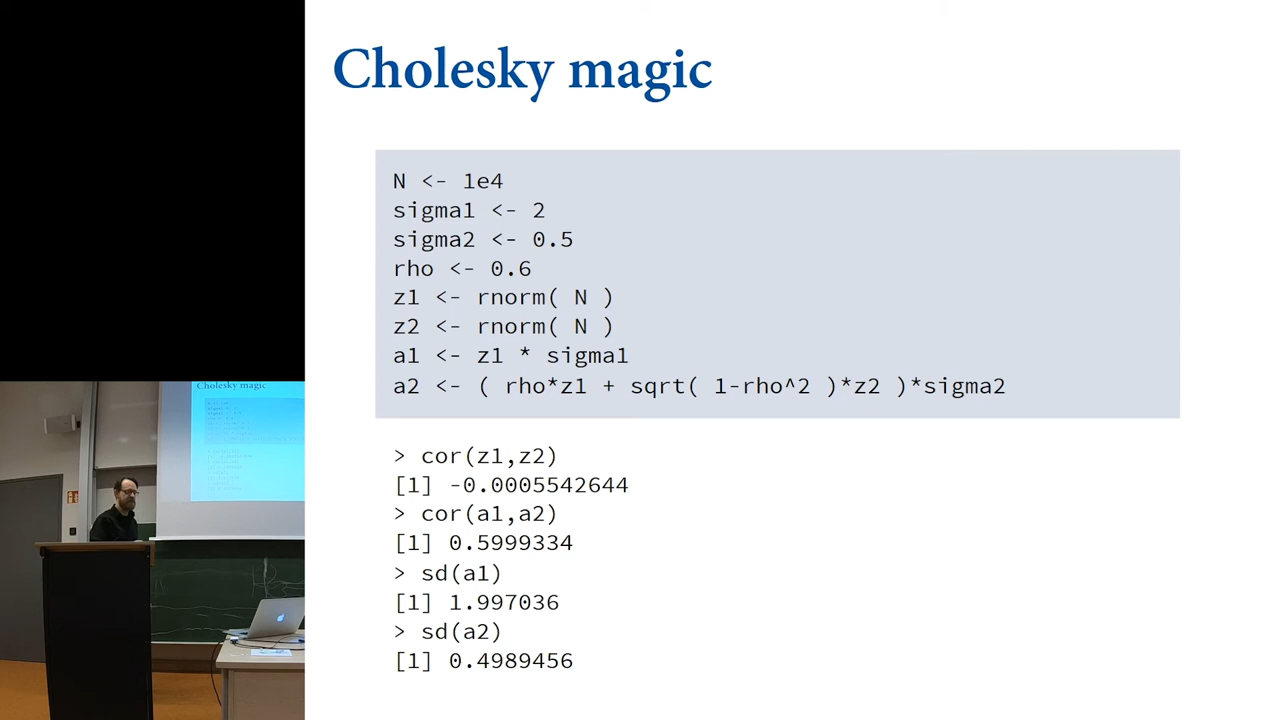 Cholesky magic
N <- 1e4
sigma1 <- 2
sigma2 <- 0.5
rho <- 0.6
z1 <- rnorm( N )
z2 <- rnorm( N )
a1 <- z1 * sigma1
a2 <- ( rho*z1 + sqrt( 1-rho^2 )*z2 )*sigma2
> cor(z1,z2)
[1] -0.0005542644
> cor(a1,a2)
[1] 0.5999334
> sd(a1)
[1] 1.997036
> sd(a2)
[1] 0.4989456
Cholesky magic